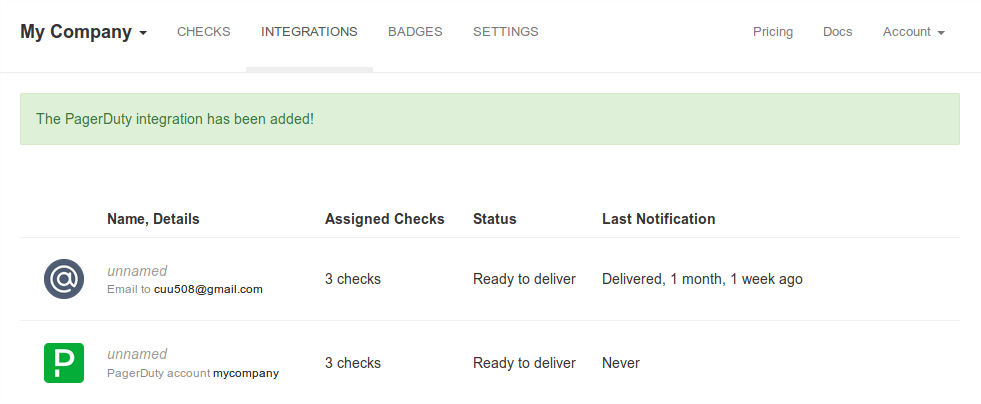 My Company CHECKS INTEGRATIONS BADGES SETTINGS Pricing Docs Account
The PagerDuty integration has been added!
Name, Details Assigned Checks Status Last Notification
unnamed
Email to cuu508@gmail.com 3 checks Ready to deliver Delivered, 1 month, 1 week ago
unnamed
PagerDuty account mycompany 3 checks Ready to deliver Never